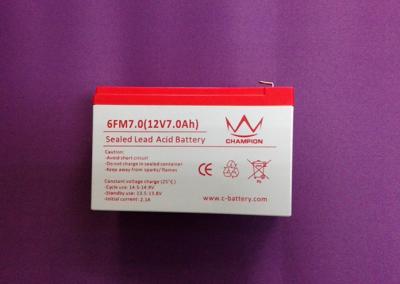 6FM7.0(12V7.0Ah)
Sealed Lead Acid Battery
CHAMPION
Caution:
-Avoid short circuit
-Do not charge in sealed container
-Keep away from sparks/ flames
Constant voltage charge (25℃)
-Cycle use: 14.5-14.9V
-Standby use: 13.5-13.8V
-Initial current: 2.1A
CE
Pb
www.c-battery.com